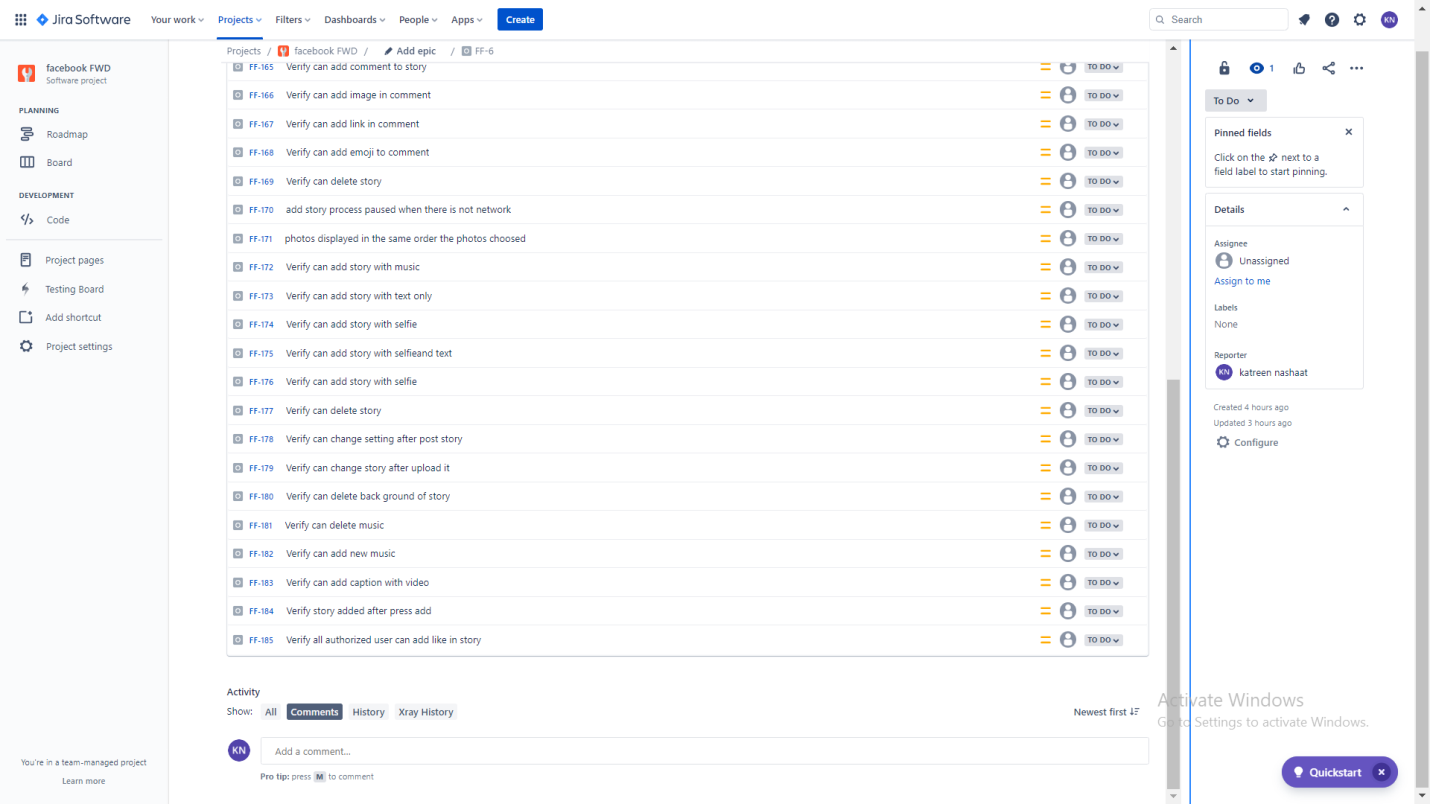 Jira Software Your work Projects Filters Dashboards People Apps Create Search KN
facebook FWD
Software project
PLANNING
Roadmap
Board
DEVELOPMENT
Code
Project pages
Testing Board
Add shortcut
Project settings
You're in a team-managed project
Learn more
Projects / facebook FWD / Add epic / FF-6
FF-165 Verify can add comment to story TO DO
FF-166 Verify can add image in comment TO DO
FF-167 Verify can add link in comment TO DO
FF-168 Verify can add emoji to comment TO DO
FF-169 Verify can delete story TO DO
FF-170 add story process paused when there is not network TO DO
FF-171 photos displayed in the same order the photos choosed TO DO
FF-172 Verify can add story with music TO DO
FF-173 Verify can add story with text only TO DO
FF-174 Verify can add story with selfie TO DO
FF-175 Verify can add story with selfieand text TO DO
FF-176 Verify can add story with selfie TO DO
FF-177 Verify can delete story TO DO
FF-178 Verify can change setting after post story TO DO
FF-179 Verify can change story after upload it TO DO
FF-180 Verify can delete back ground of story TO DO
FF-181 Verify can delete music TO DO
FF-182 Verify can add new music TO DO
FF-183 Verify can add caption with video TO DO
FF-184 Verify story added after press add TO DO
FF-185 Verify all authorized user can add like in story TO DO
Activity
Show: All Comments History Xray History Newest first
KN Add a comment...
Pro tip: press M to comment
1
To Do
Pinned fields
Click on the next to a
field label to start pinning.
Details
Assignee
Unassigned
Assign to me
Labels
None
Reporter
KN katreen nashaat
Created 4 hours ago
Updated 3 hours ago
Configure
Activate Windows
Go to Settings to activate Windows.
Quickstart